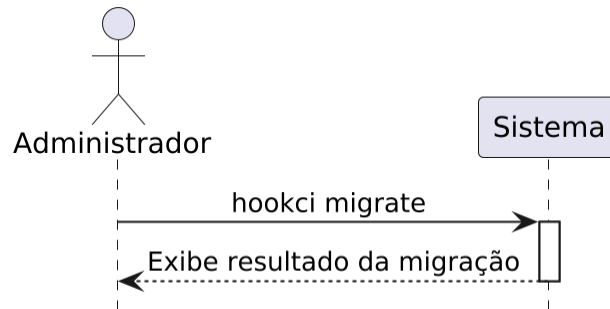 Administrador
Sistema
hookci migrate
Exibe resultado da migração